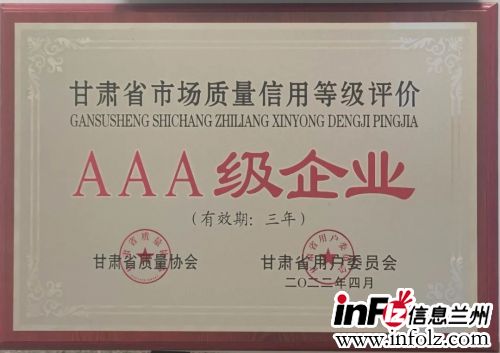 甘肃省市场质量信用等级评价
GANSUSHENG SHICHANG ZHILIANG XINYONG DENGJI PINGJIA
AAA级企业
(有效期: 三年)
甘肃省质量协会
甘肃省用户委员会
二〇二二年四月
infLZ信息兰州
www.infolz.com